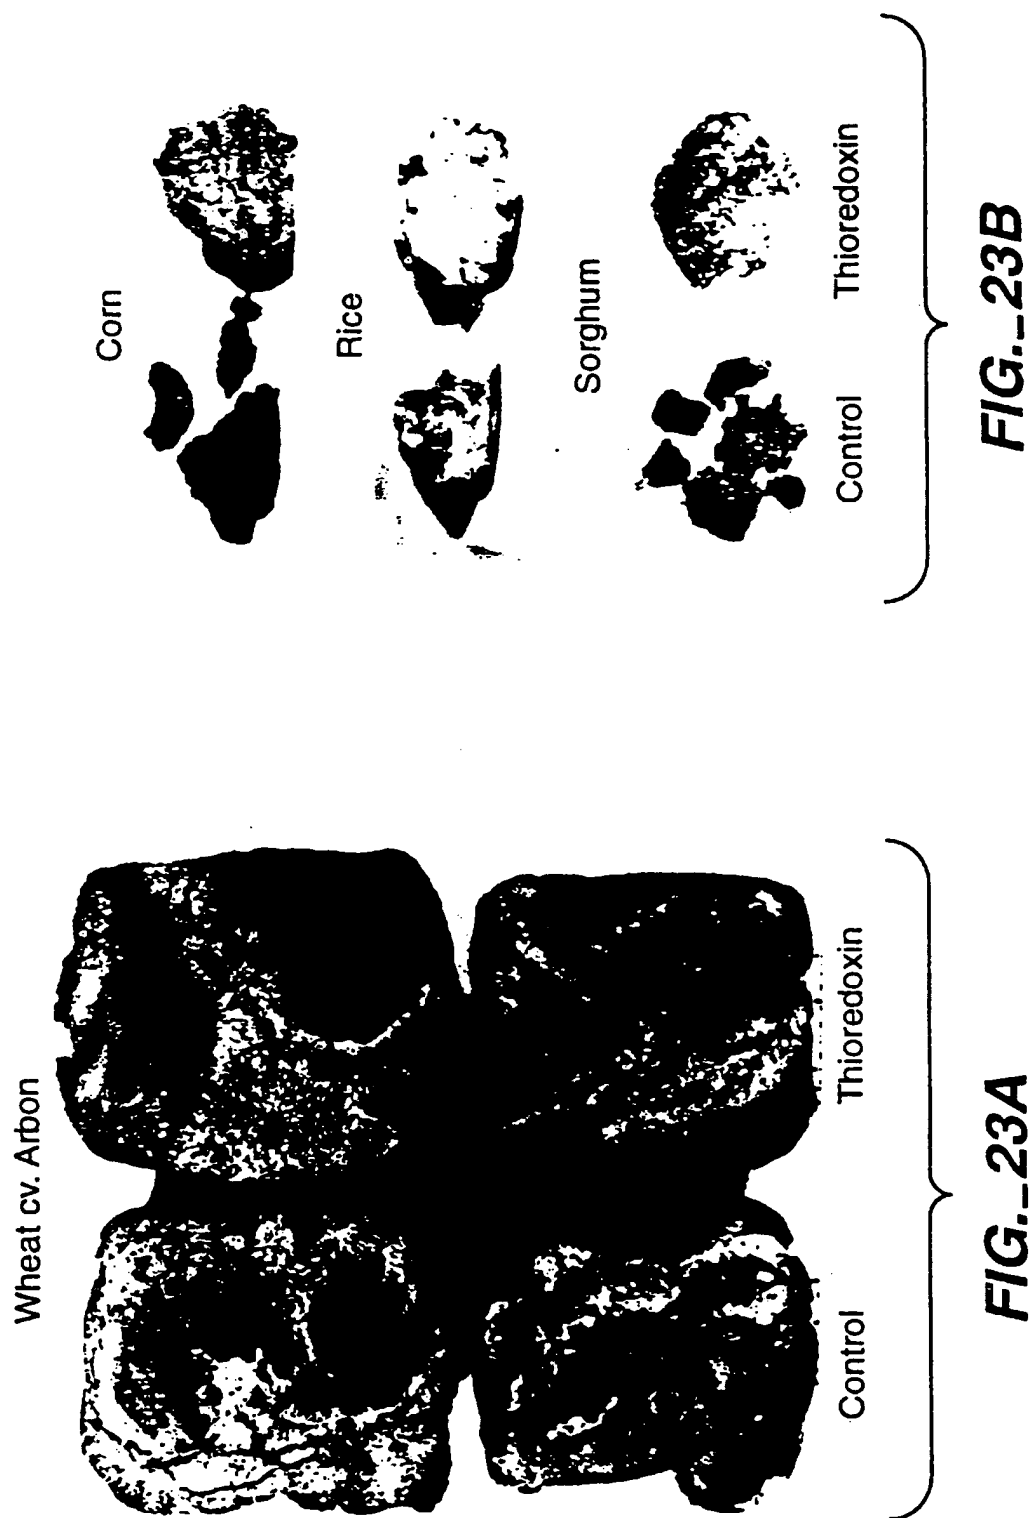 Wheat cv. Arbon
Control
Thioredoxin
FIG._23A
Corn
Rice
Sorghum
Control
Thioredoxin
FIG._23B